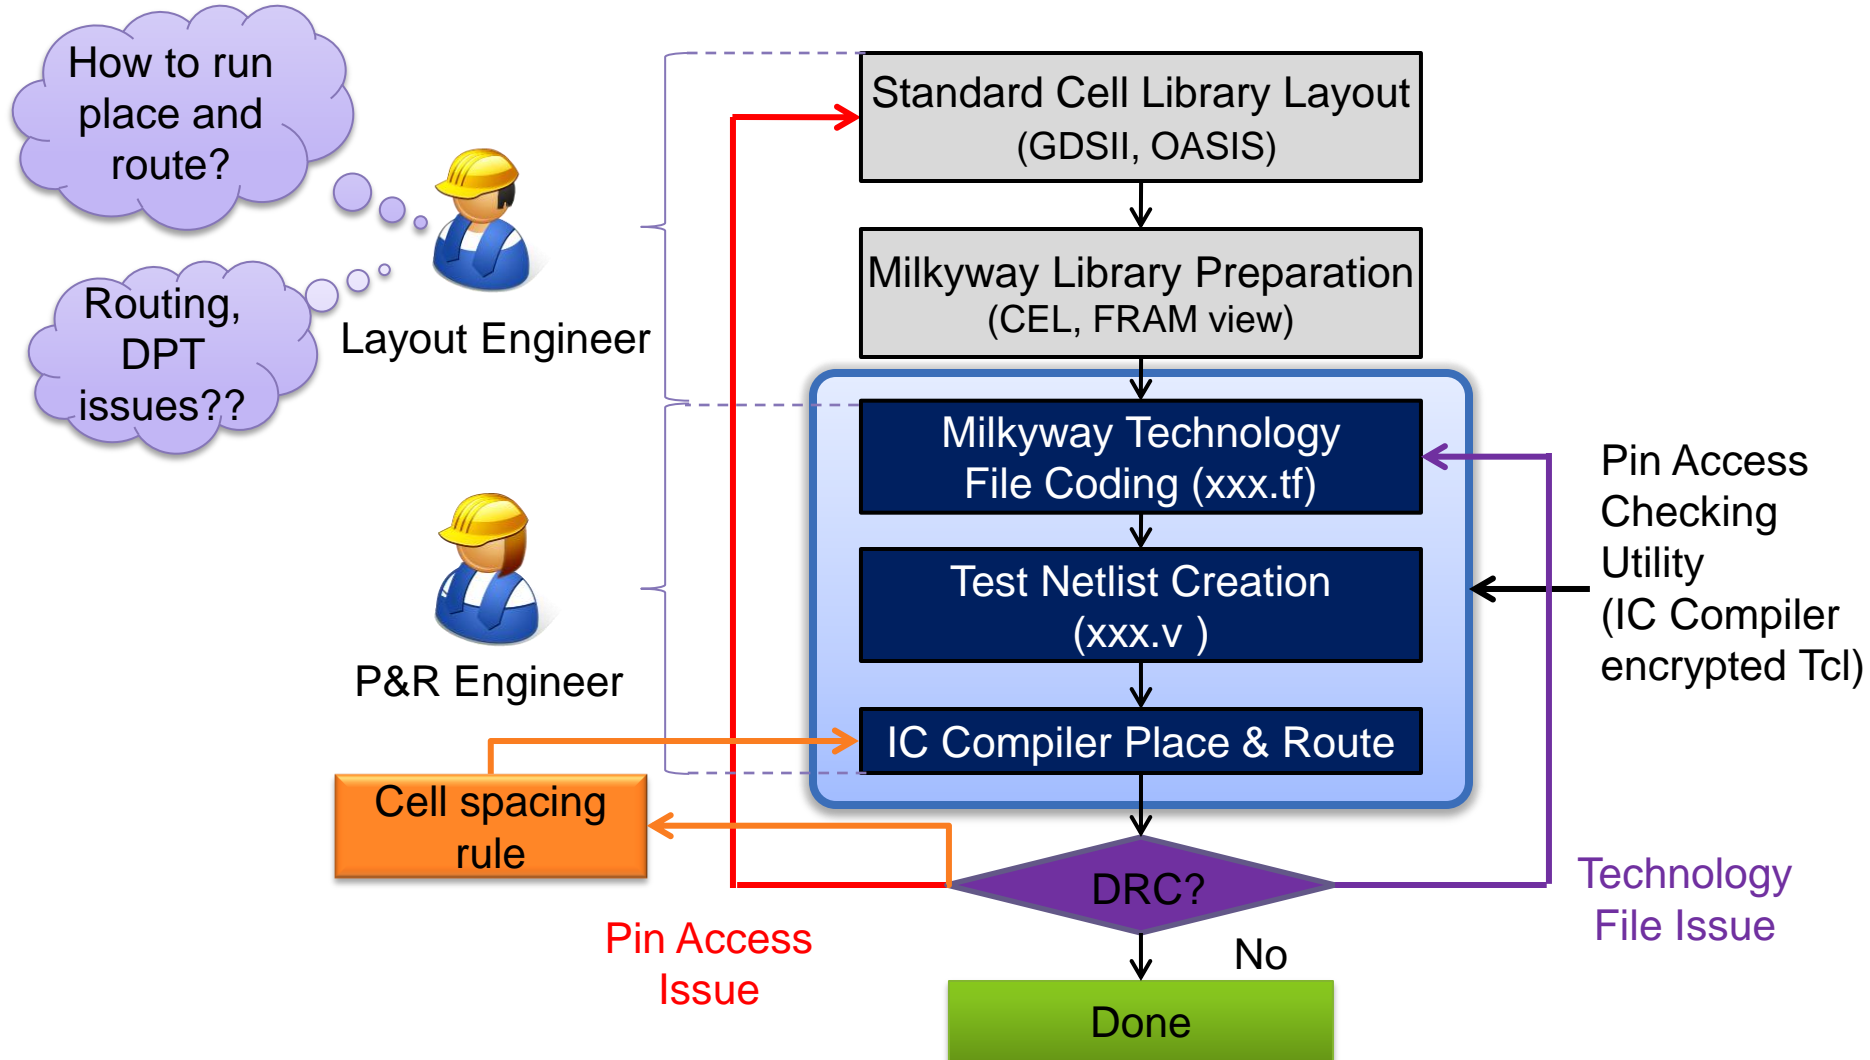 How to run
place and
route?
Routing,
DPT
issues??
Layout Engineer
P&R Engineer
Standard Cell Library Layout
(GDSII, OASIS)
Milkyway Library Preparation
(CEL, FRAM view)
Milkyway Technology
File Coding (xxx.tf)
Test Netlist Creation
(xxx.v )
IC Compiler Place & Route
Pin Access
Checking
Utility
(IC Compiler
encrypted Tcl)
Cell spacing
rule
DRC?
Pin Access
Issue
Technology
File Issue
No
Done